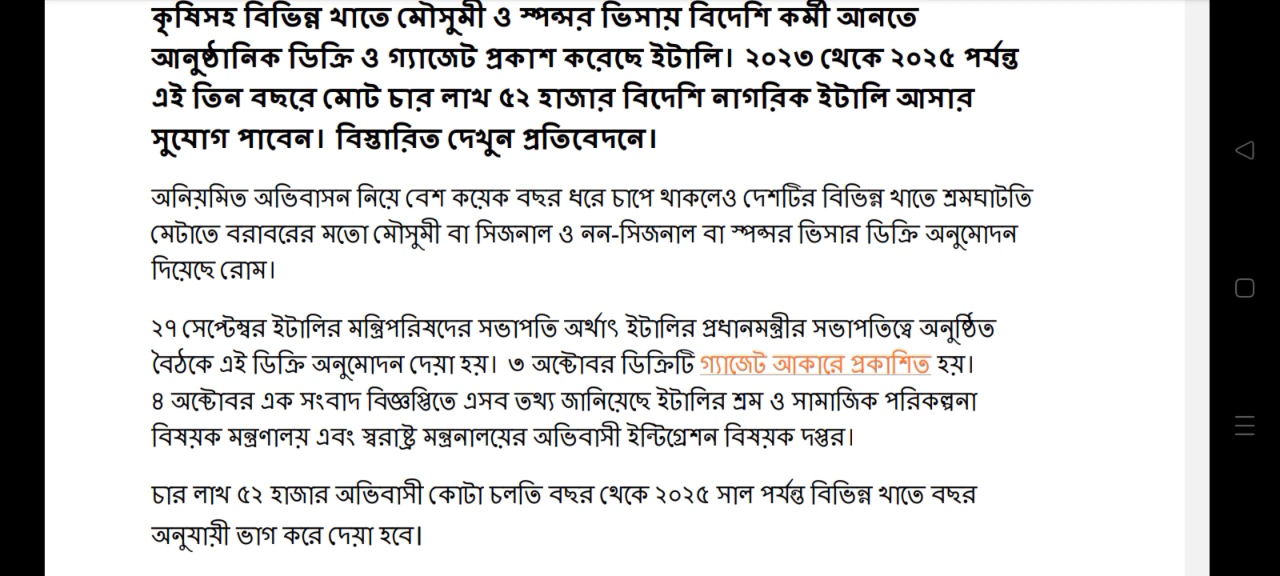 কৃষিসহ বিভিন্ন খাতে মৌসুমী ও স্পন্সর ভিসায় বিদেশি কর্মী আনতে
আনুষ্ঠানিক ডিক্রি ও গ্যাজেট প্রকাশ করেছে ইটালি। ২০২৩ থেকে ২০২৫ পর্যন্ত
এই তিন বছরে মোট চার লাখ ৫২ হাজার বিদেশি নাগরিক ইটালি আসার
সুযোগ পাবেন। বিস্তারিত দেখুন প্রতিবেদনে।
অনিয়মিত অভিবাসন নিয়ে বেশ কয়েক বছর ধরে চাপে থাকলেও দেশটির বিভিন্ন খাতে শ্রমঘাটতি
মেটাতে বরাবরের মতো মৌসুমী বা সিজনাল ও নন-সিজনাল বা স্পন্সর ভিসার ডিক্রি অনুমোদন
দিয়েছে রোম।
২৭ সেপ্টেম্বর ইটালির মন্ত্রিপরিষদের সভাপতি অর্থাৎ ইটালির প্রধানমন্ত্রীর সভাপতিত্বে অনুষ্ঠিত
বৈঠকে এই ডিক্রি অনুমোদন দেয়া হয়। ৩ অক্টোবর ডিক্রিটি গ্যাজেট আকারে প্রকাশিত হয়।
৪ অক্টোবর এক সংবাদ বিজ্ঞপ্তিতে এসব তথ্য জানিয়েছে ইটালির শ্রম ও সামাজিক পরিকল্পনা
বিষয়ক মন্ত্রণালয় এবং স্বরাষ্ট্র মন্ত্রনালয়ের অভিবাসী ইন্টিগ্রেশন বিষয়ক দপ্তর।
চার লাখ ৫২ হাজার অভিবাসী কোটা চলতি বছর থেকে ২০২৫ সাল পর্যন্ত বিভিন্ন খাতে বছর
অনুযায়ী ভাগ করে দেয়া হবে।